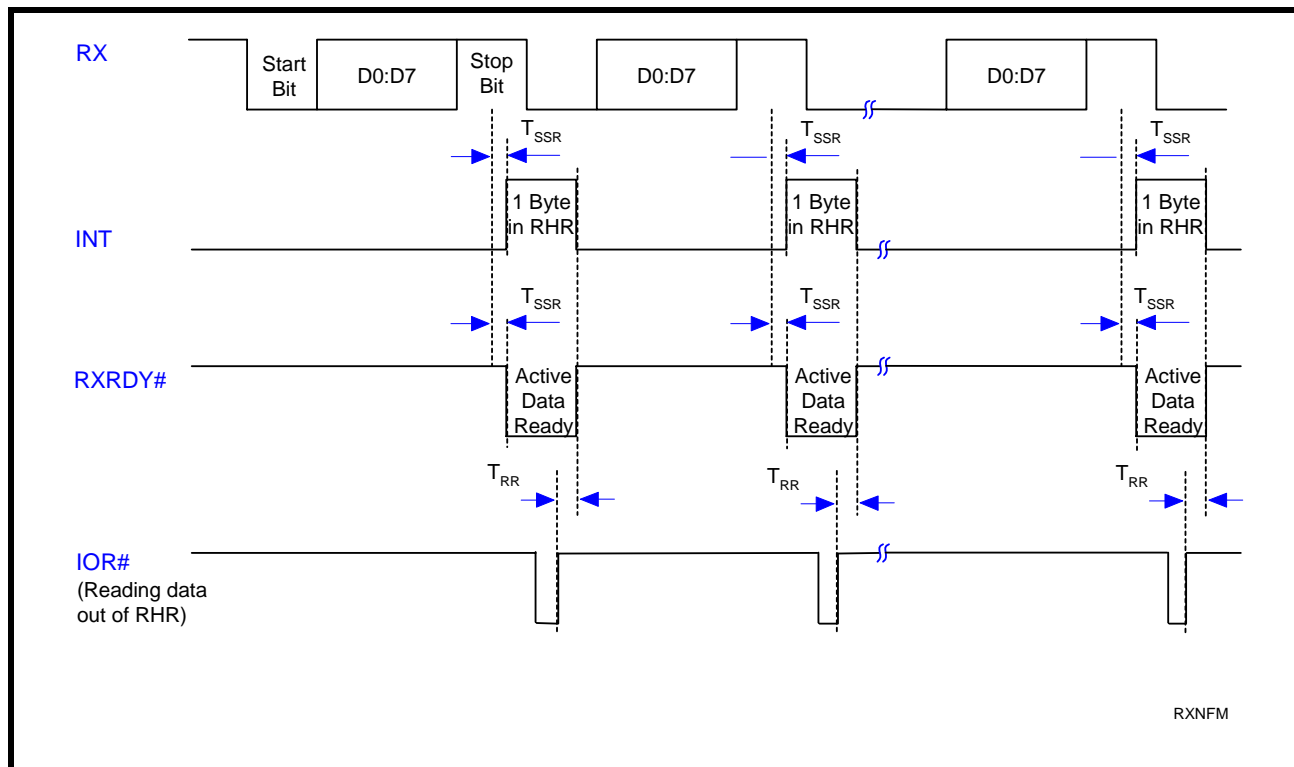 RX
Start
Bit
D0:D7
Stop
Bit
D0:D7
D0:D7
TSSR
TSSR
TSSR
INT
1 Byte
in RHR
1 Byte
in RHR
1 Byte
in RHR
TSSR
TSSR
TSSR
RXRDY#
Active
Data
Ready
Active
Data
Ready
Active
Data
Ready
TRR
TRR
TRR
IOR#
(Reading data
out of RHR)
RXNFM